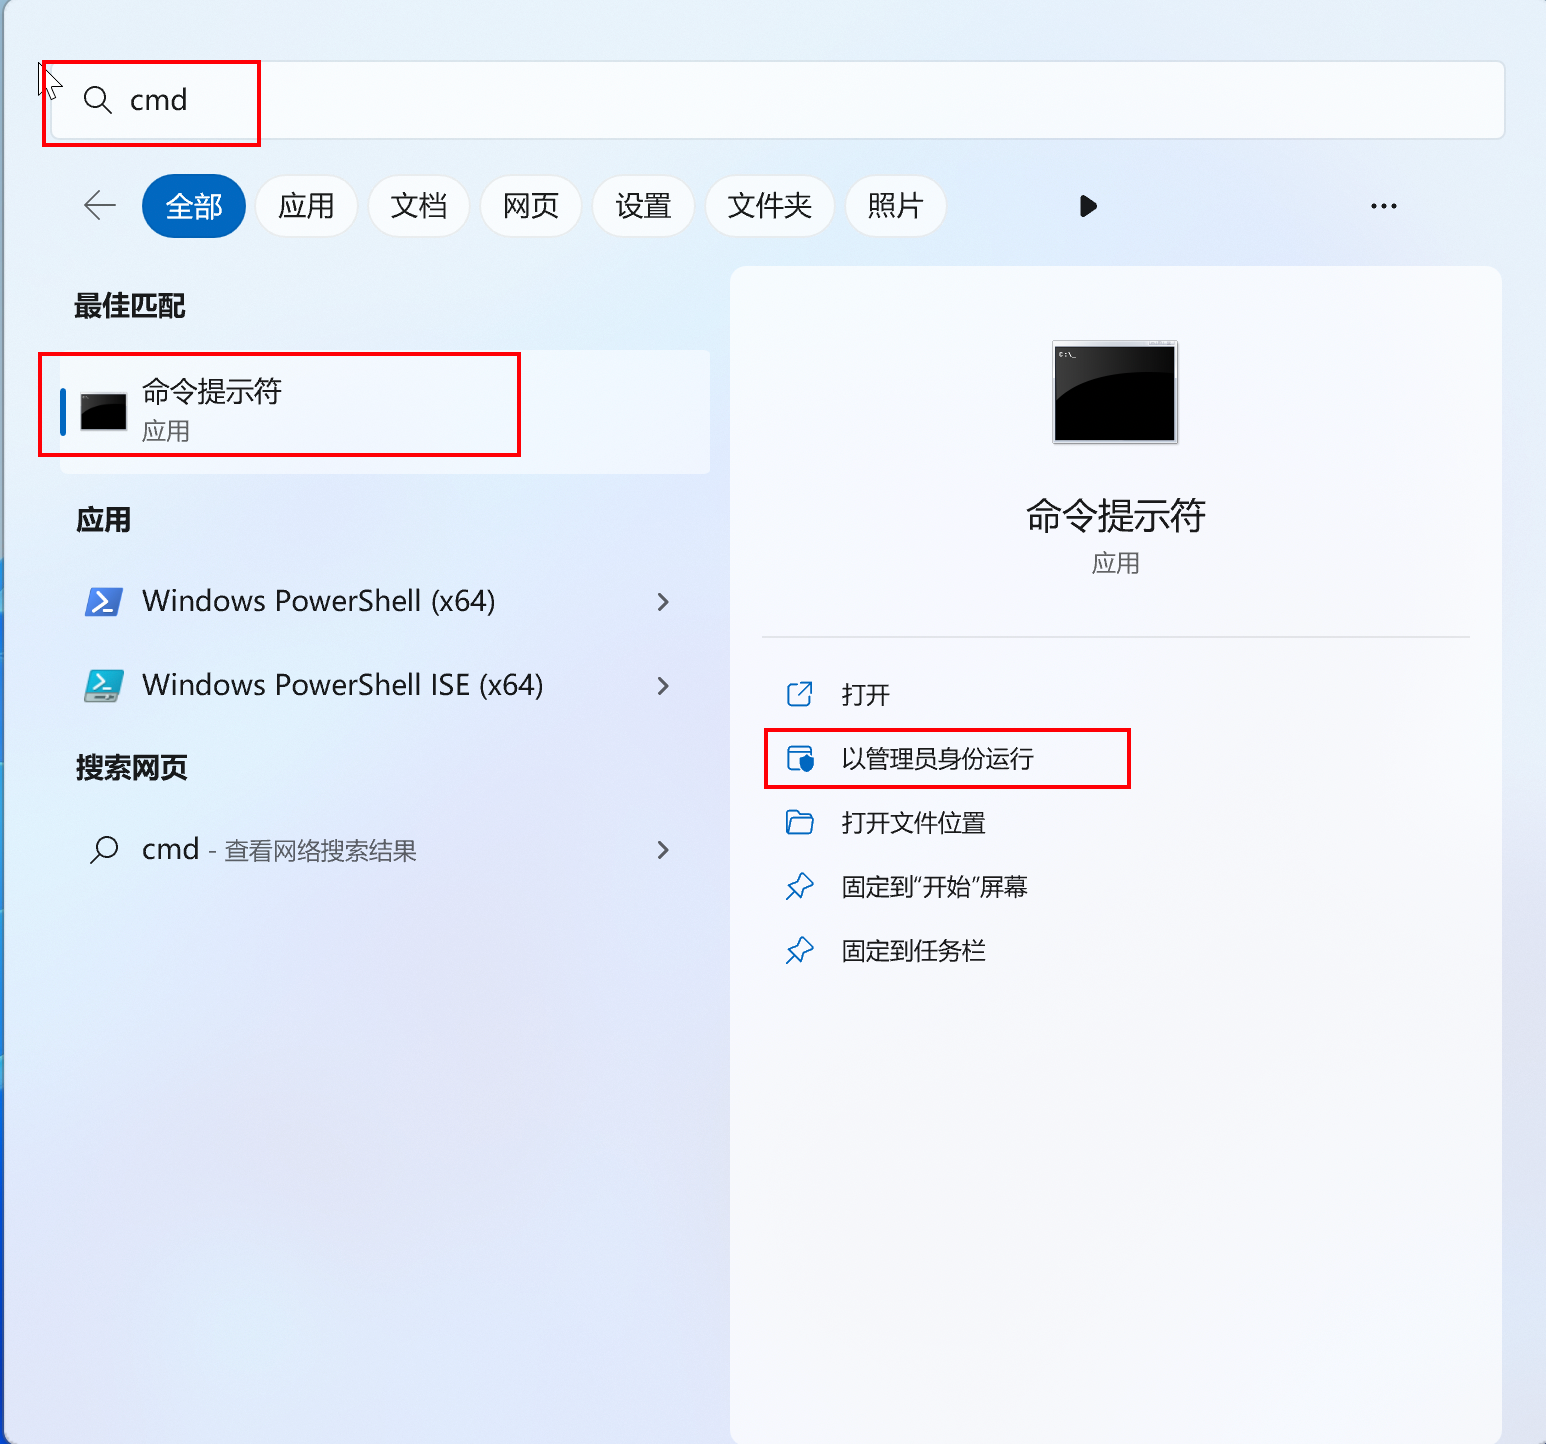 cmd
全部 应用 文档 网页 设置 文件夹 照片
最佳匹配
命令提示符
应用
应用
Windows PowerShell (x64)
Windows PowerShell ISE (x64)
搜索网页
cmd - 查看网络搜索结果
C:\_
命令提示符
应用
打开
以管理员身份运行
打开文件位置
固定到“开始”屏幕
固定到任务栏